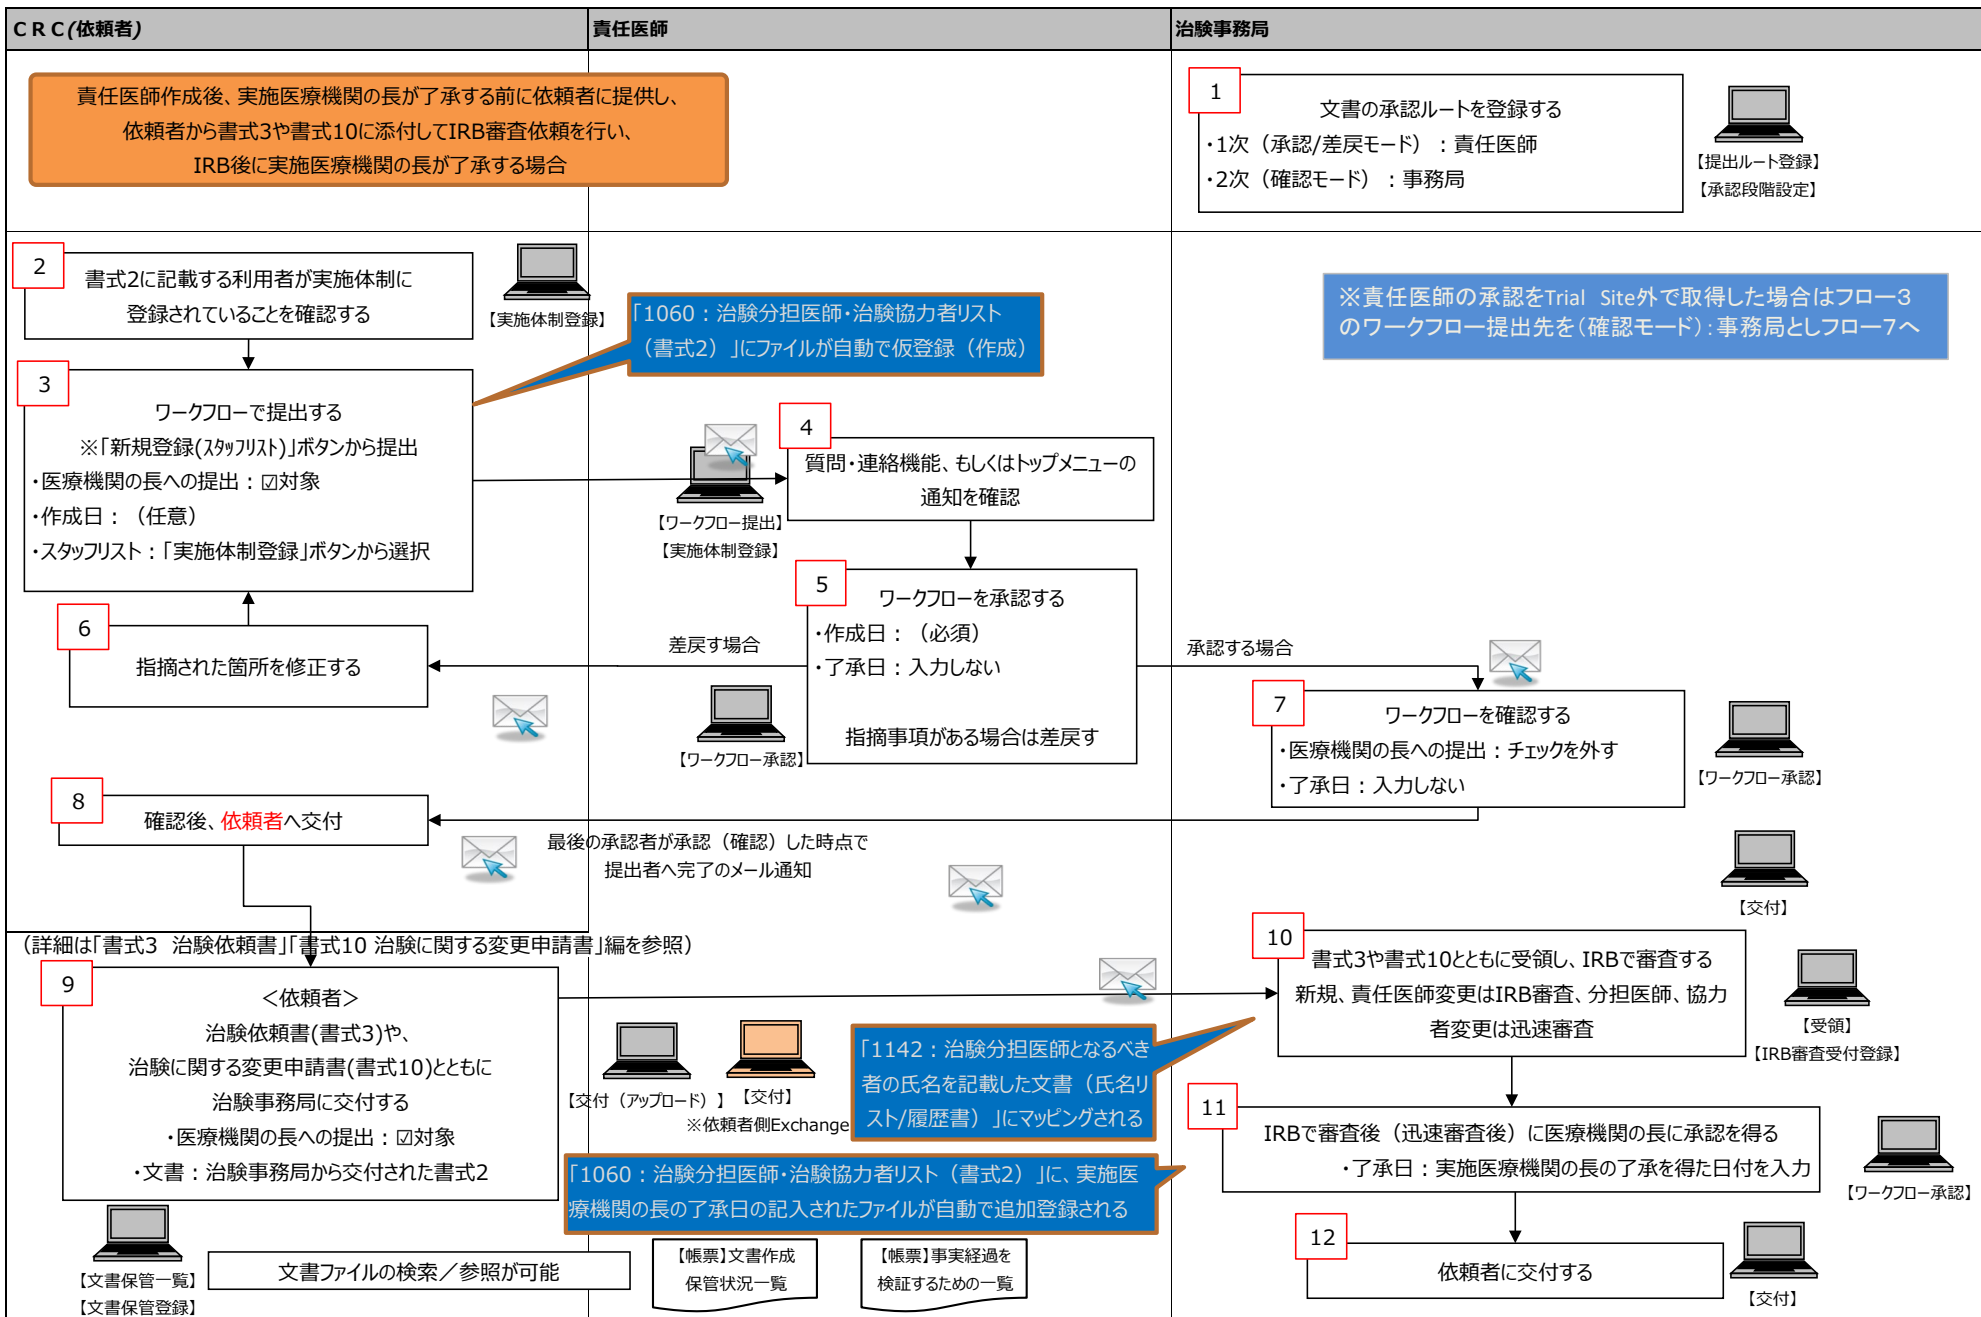 ＣＲＣ(依頼者)
責任医師
治験事務局
責任医師作成後、実施医療機関の長が了承する前に依頼者に提供し、
依頼者から書式3や書式10に添付してIRB審査依頼を行い、
IRB後に実施医療機関の長が了承する場合
1
文書の承認ルートを登録する
・1次（承認/差戻モード）：責任医師
・2次（確認モード）：事務局
【提出ルート登録】
【承認段階設定】
2
書式2に記載する利用者が実施体制に
登録されていることを確認する
【実施体制登録】
「1060：治験分担医師・治験協力者リスト
（書式2）」にファイルが自動で仮登録（作成）
※責任医師の承認をTrial Site外で取得した場合はフロー3
のワークフロー提出先を（確認モード）：事務局としフロー7へ
3
ワークフローで提出する
※「新規登録(スタッフリスト)」ボタンから提出
・医療機関の長への提出：☑対象
・作成日：（任意）
・スタッフリスト：「実施体制登録」ボタンから選択
【ワークフロー提出】
【実施体制登録】
4
質問・連絡機能、もしくはトップメニューの
通知を確認
5
ワークフローを承認する
・作成日：（必須）
・了承日：入力しない
指摘事項がある場合は差戻す
【ワークフロー承認】
差戻す場合
承認する場合
6
指摘された箇所を修正する
7
ワークフローを確認する
・医療機関の長への提出：チェックを外す
・了承日：入力しない
【ワークフロー承認】
8
確認後、依頼者へ交付
最後の承認者が承認（確認）した時点で
提出者へ完了のメール通知
【交付】
（詳細は「書式3 治験依頼書」「書式10 治験に関する変更申請書」編を参照）
9
＜依頼者＞
治験依頼書(書式3)や、
治験に関する変更申請書(書式10)とともに
治験事務局に交付する
・医療機関の長への提出：☑対象
・文書：治験事務局から交付された書式2
【交付（アップロード）】
【交付】
※依頼者側Exchange
「1142：治験分担医師となるべき
者の氏名を記載した文書（氏名リ
スト/履歴書）」にマッピングされる
10
書式3や書式10とともに受領し、IRBで審査する
新規、責任医師変更はIRB審査、分担医師、協力
者変更は迅速審査
【受領】
【IRB審査受付登録】
11
IRBで審査後（迅速審査後）に医療機関の長に承認を得る
・了承日：実施医療機関の長の了承を得た日付を入力
【ワークフロー承認】
「1060：治験分担医師・治験協力者リスト（書式2）」に、実施医
療機関の長の了承日の記入されたファイルが自動で追加登録される
12
依頼者に交付する
【交付】
【文書保管一覧】
【文書保管登録】
文書ファイルの検索／参照が可能
【帳票】文書作成
保管状況一覧
【帳票】事実経過を
検証するための一覧